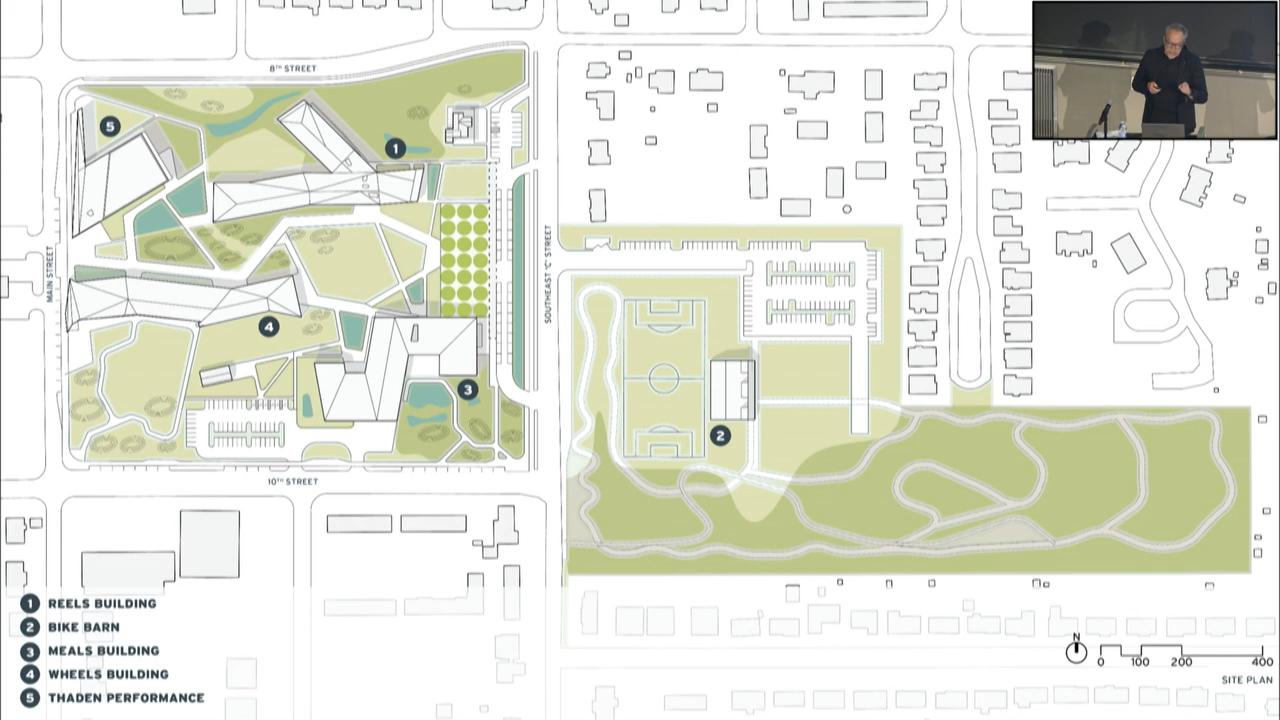 8TH STREET
5
1
MAIN STREET
SOUTHEAST 'C' STREET
4
3
2
10TH STREET
1 REELS BUILDING
2 BIKE BARN
3 MEALS BUILDING
4 WHEELS BUILDING
5 THADEN PERFORMANCE
N
0 100 200 400
SITE PLAN